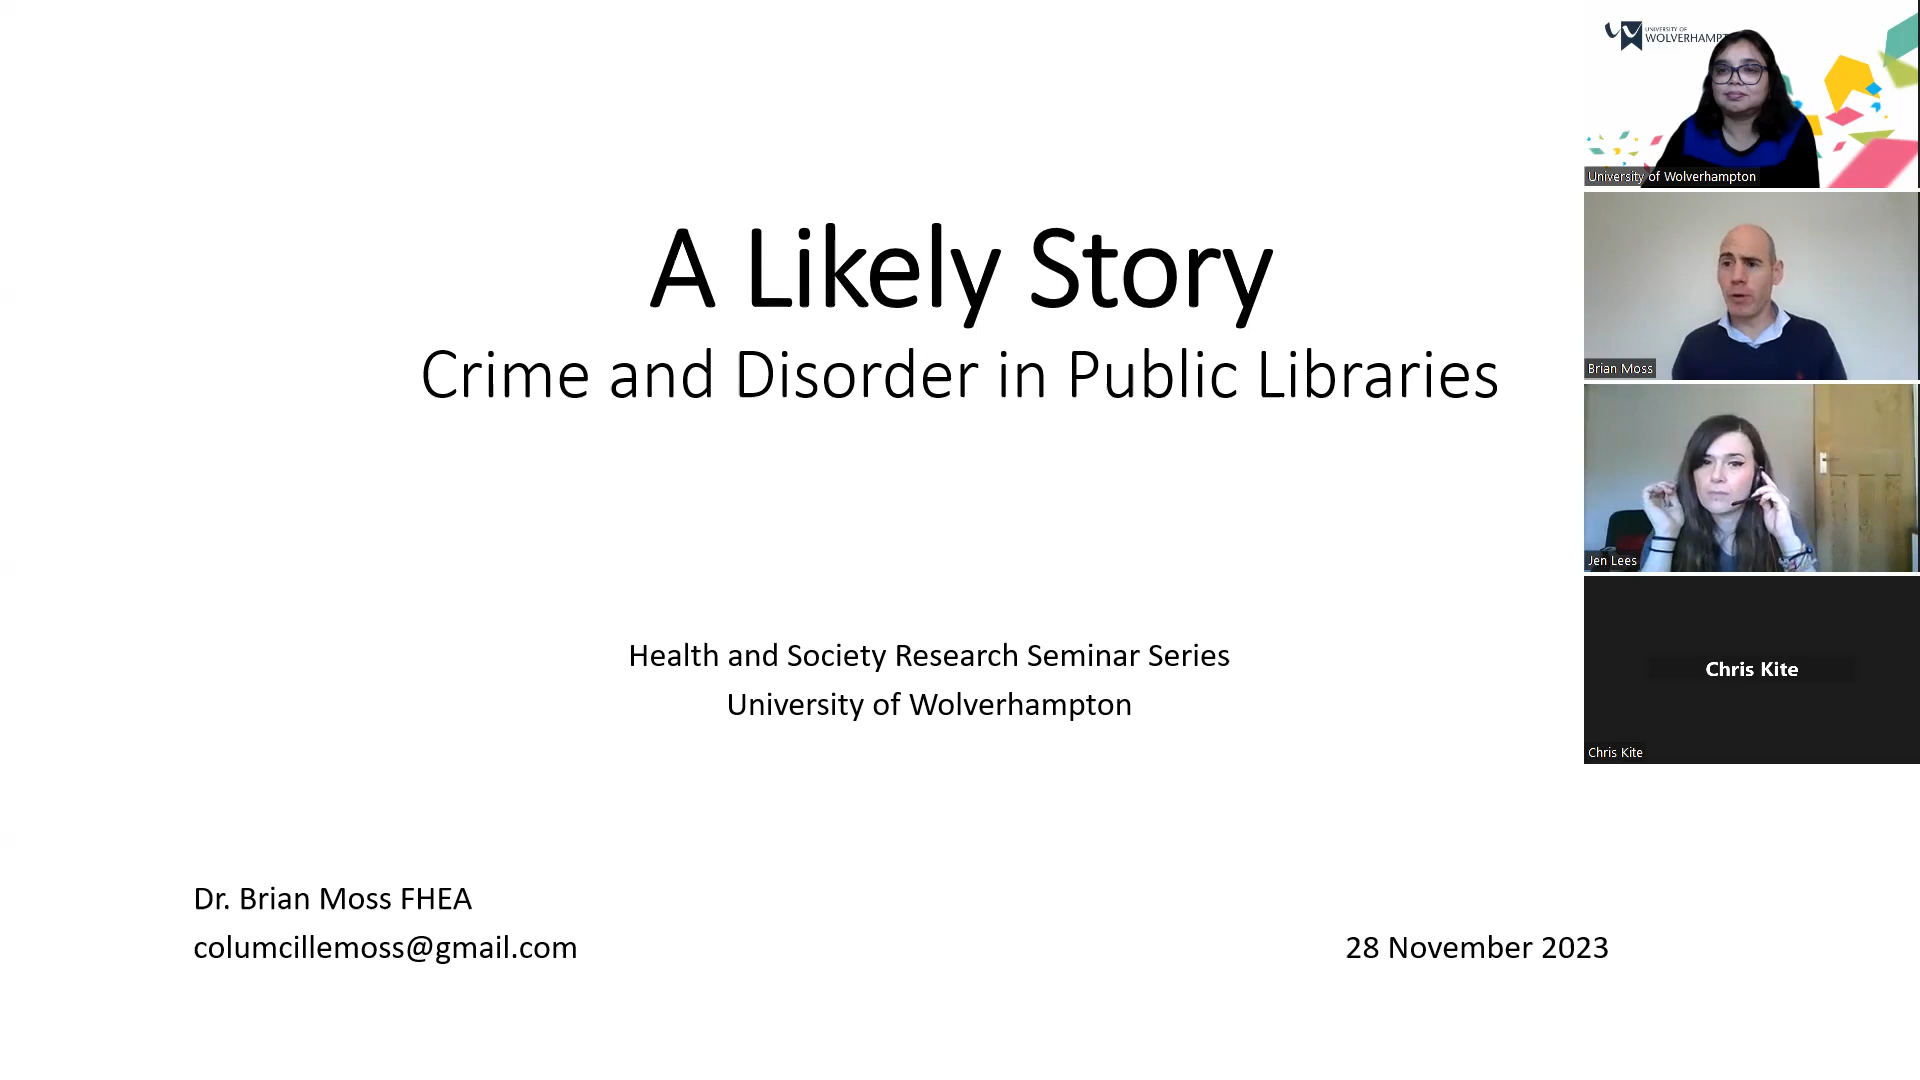 A Likely Story
Crime and Disorder in Public Libraries
Health and Society Research Seminar Series
University of Wolverhampton
Dr. Brian Moss FHEA
columcillemoss@gmail.com
28 November 2023
UNIVERSITY OF
University of Wolverhampton
Brian Moss
Jen Lees
Chris Kite
Chris Kite